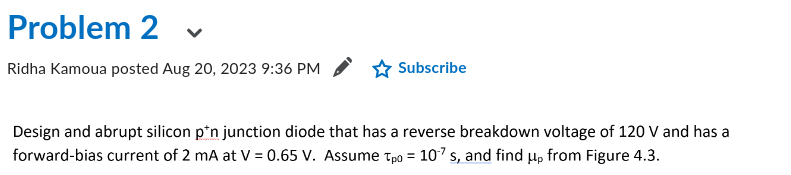 Problem 2
Ridha Kamoua posted Aug 20, 2023 9:36 PM Subscribe
Design and abrupt silicon p⁺n junction diode that has a reverse breakdown voltage of 120 V and has a
forward-bias current of 2 mA at V = 0.65 V. Assume τp0 = 10⁻⁷ s, and find μp from Figure 4.3.